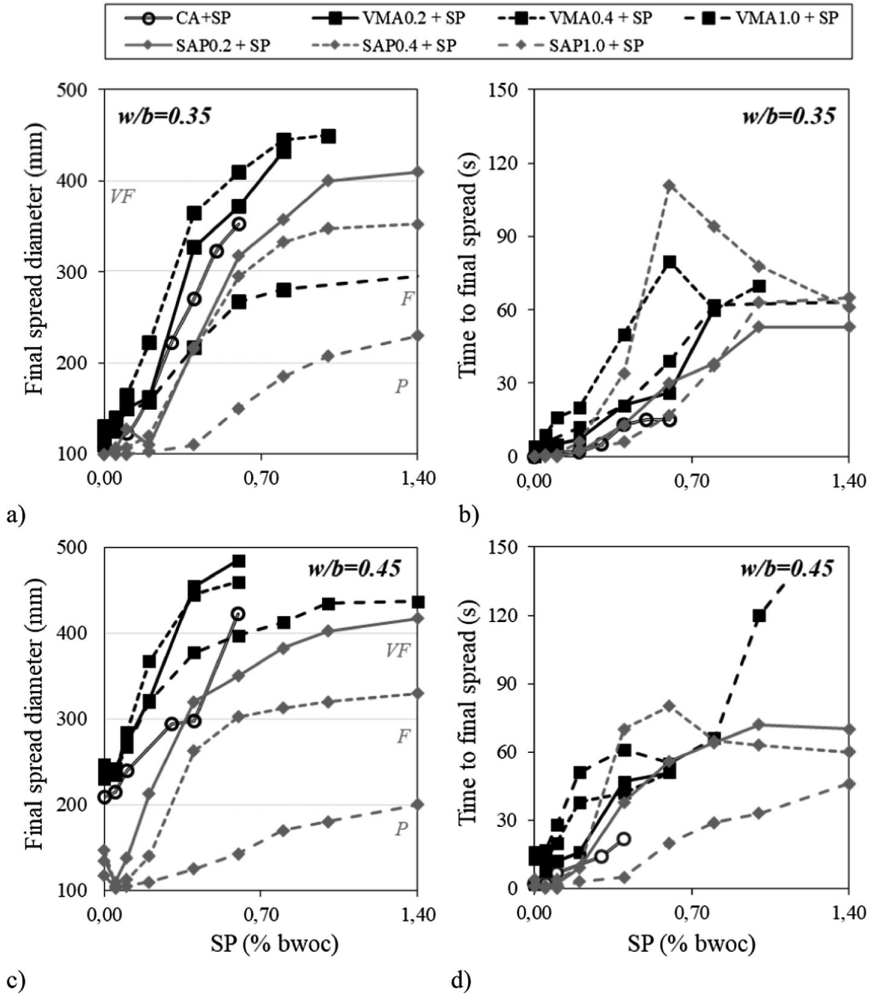 CA+SP VMA0.2 + SP VMA0.4 + SP VMA1.0 + SP
SAP0.2 + SP SAP0.4 + SP SAP1.0 + SP
a)
Final spread diameter (mm)
500
400
300
200
100
w/b=0.35
VF
F
P
0,00 0,70 1,40
b)
Time to final spread (s)
150
120
90
60
30
0
w/b=0.35
0,00 0,70 1,40
c)
Final spread diameter (mm)
500
400
300
200
100
w/b=0.45
VF
F
P
0,00 0,70 1,40
SP (% bwoc)
d)
Time to final spread (s)
150
120
90
60
30
0
w/b=0.45
0,00 0,70 1,40
SP (% bwoc)